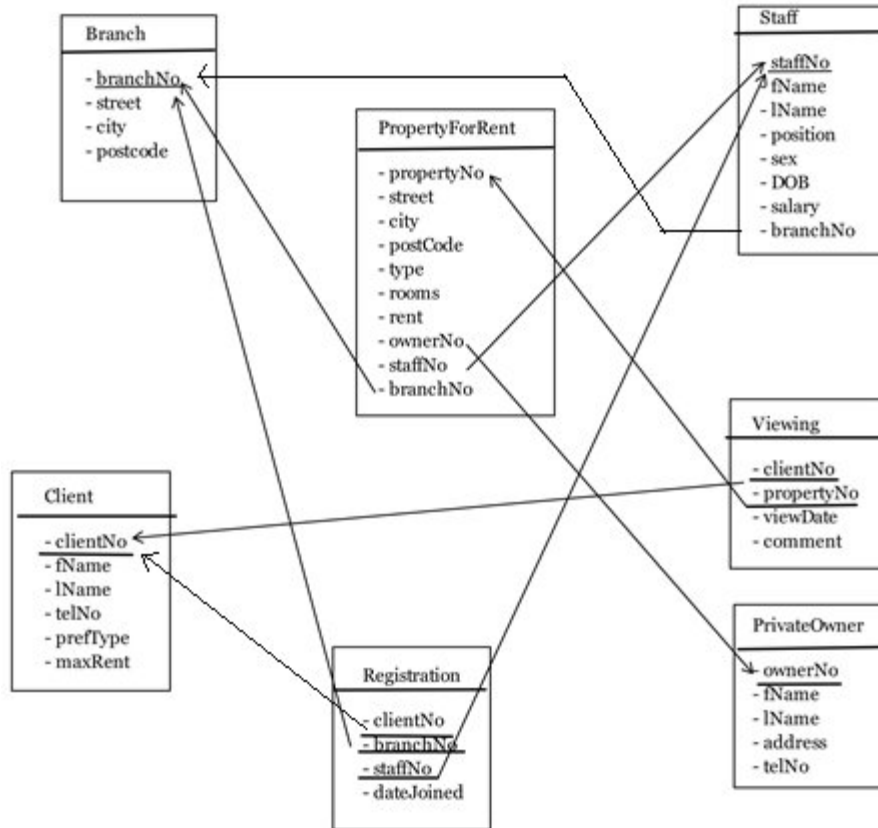 Branch
- branchNo
- street
- city
- postcode
Staff
- staffNo
- fName
- lName
- position
- sex
- DOB
- salary
- branchNo
PropertyForRent
- propertyNo
- street
- city
- postCode
- type
- rooms
- rent
- ownerNo
- staffNo
- branchNo
Viewing
- clientNo
- propertyNo
- viewDate
- comment
Client
- clientNo
- fName
- lName
- telNo
- prefType
- maxRent
Registration
- clientNo
- branchNo
- staffNo
- dateJoined
PrivateOwner
- ownerNo
- fName
- lName
- address
- telNo